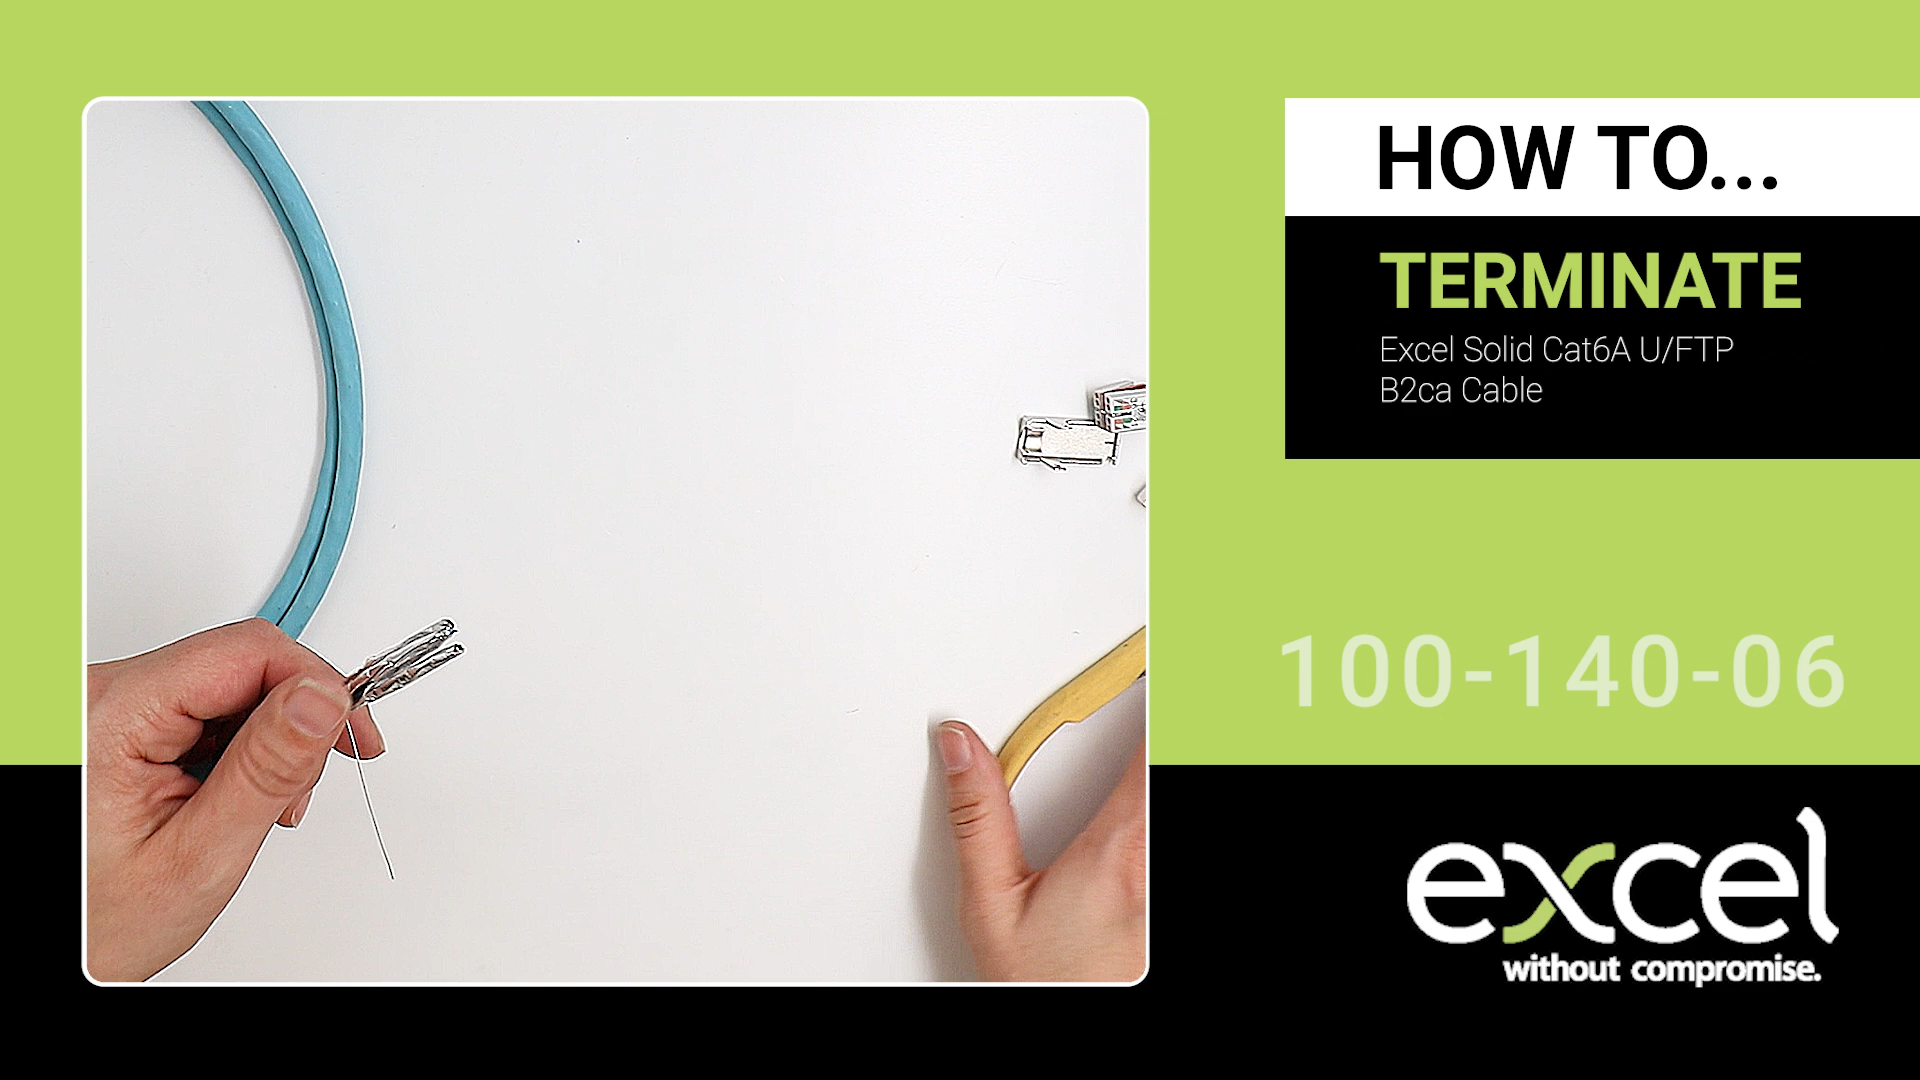 HOW TO...
TERMINATE
Excel Solid Cat6A U/FTP
B2ca Cable
100-140-06
excel
without compromise.